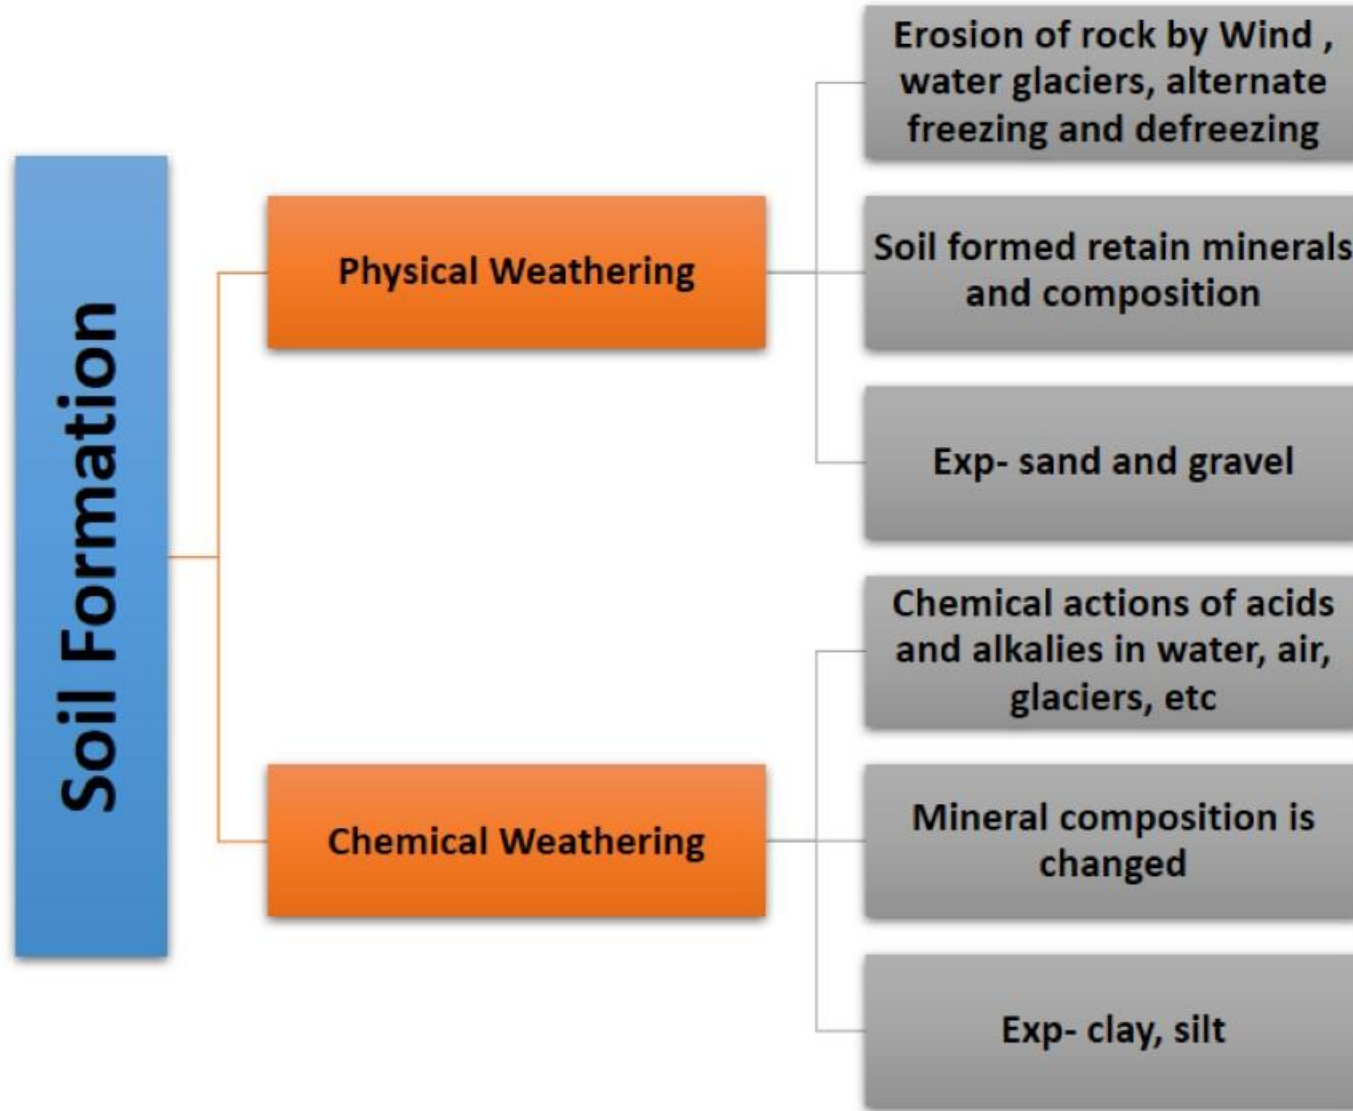 Soil Formation
Physical Weathering
Erosion of rock by Wind ,
water glaciers, alternate
freezing and defreezing
Soil formed retain minerals
and composition
Exp- sand and gravel
Chemical Weathering
Chemical actions of acids
and alkalies in water, air,
glaciers, etc
Mineral composition is
changed
Exp- clay, silt